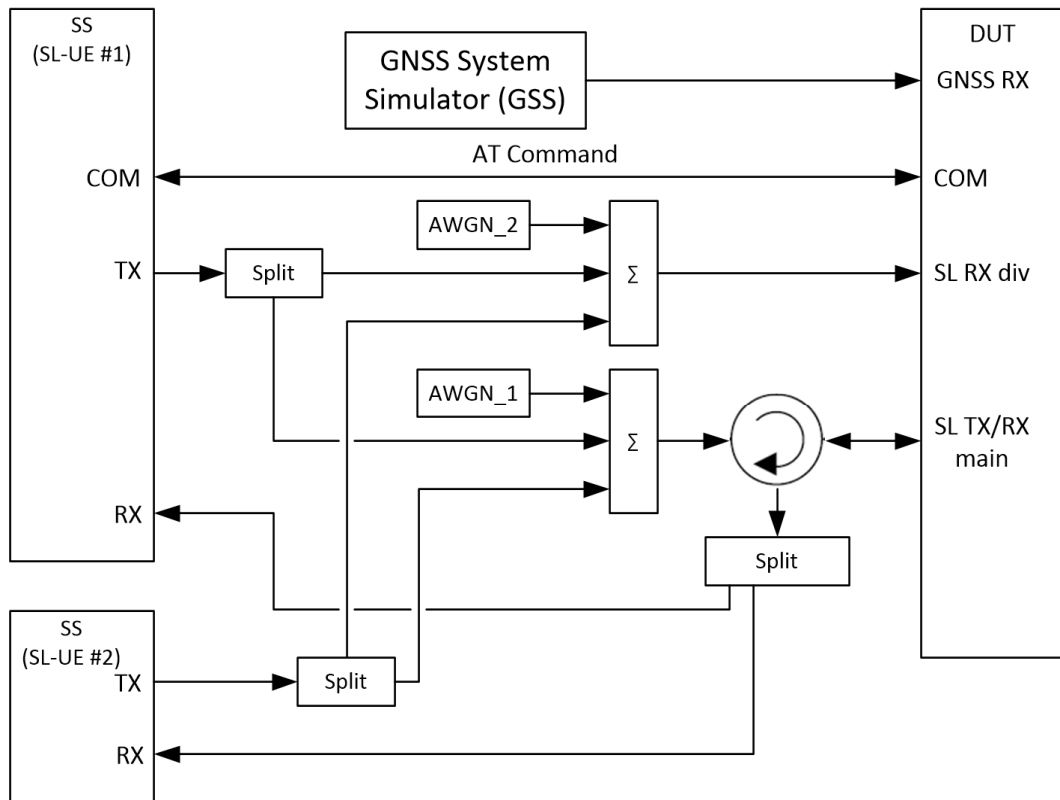 SS
(SL-UE #1)
DUT
GNSS System
Simulator (GSS)
GNSS RX
AT Command
COM
COM
AWGN_2
TX
Split
Σ
SL RX div
AWGN_1
Σ
SL TX/RX
main
RX
Split
SS
(SL-UE #2)
TX
Split
RX